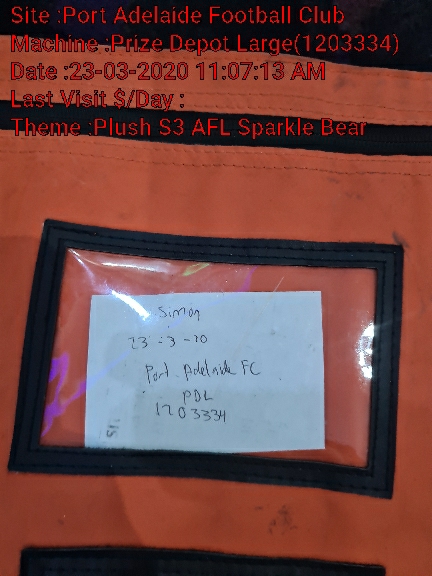 Site :Port Adelaide Football Club
Machine :Prize Depot Large(1203334)
Date :23-03-2020 11:07:13 AM
Last Visit $/Day :
Theme :Plush S3 AFL Sparkle Bear
Simon
23-3-20
Port Adelaide FC
PDL
1203334